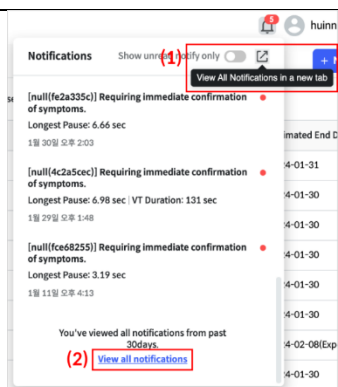 5
huinn
Notifications
Show unread notify only
(1)
+ N
View All Notifications in a new tab
[null(fe2a335c)] Requiring immediate confirmation
of symptoms.
Longest Pause: 6.66 sec
1월 30일 오후 2:03
[null(4c2a5cec)] Requiring immediate confirmation
of symptoms.
Longest Pause: 6.98 sec | VT Duration: 131 sec
1월 29일 오후 1:48
[null(fce68255)] Requiring immediate confirmation
of symptoms.
Longest Pause: 3.19 sec
1월 11일 오후 4:13
You've viewed all notifications from past
30days.
(2) View all notifications
se
imated End D
4-01-31
4-01-30
4-01-30
4-01-30
4-01-30
4-01-30
4-02-08(Exp
4-01-30